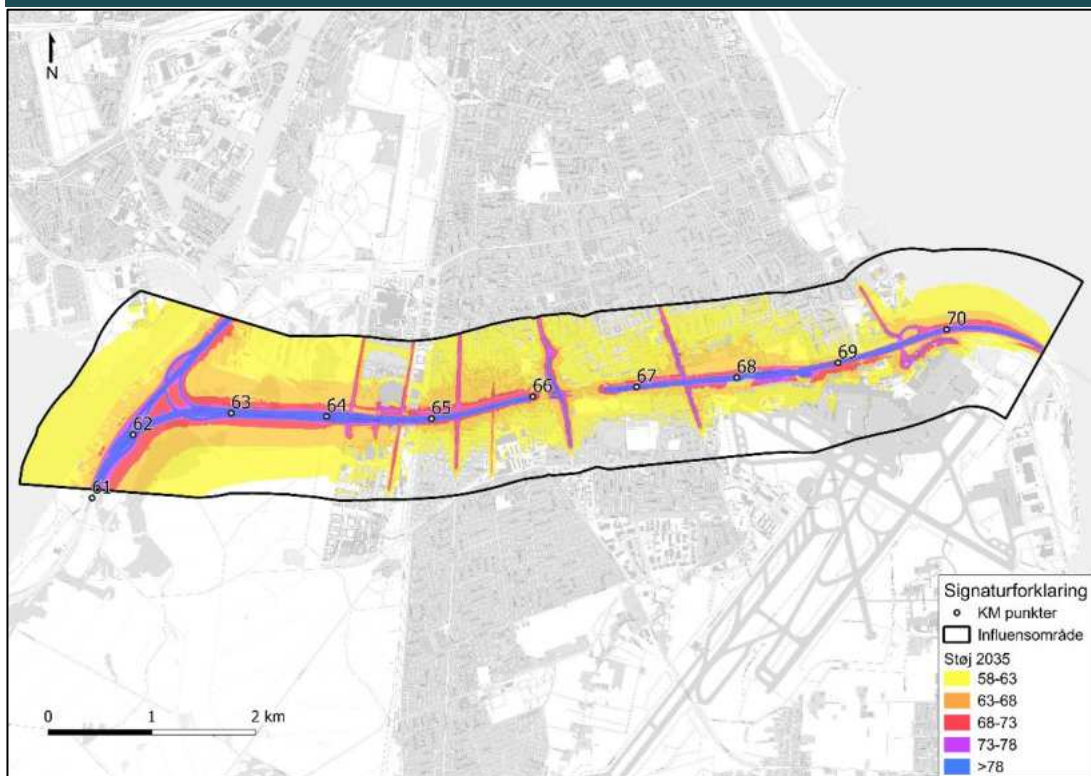 N
61
62
63
64
65
66
67
68
69
70
0 1 2 km
Signaturforklaring
KM punkter
Influensområde
Støj 2035
58-63
63-68
68-73
73-78
>78